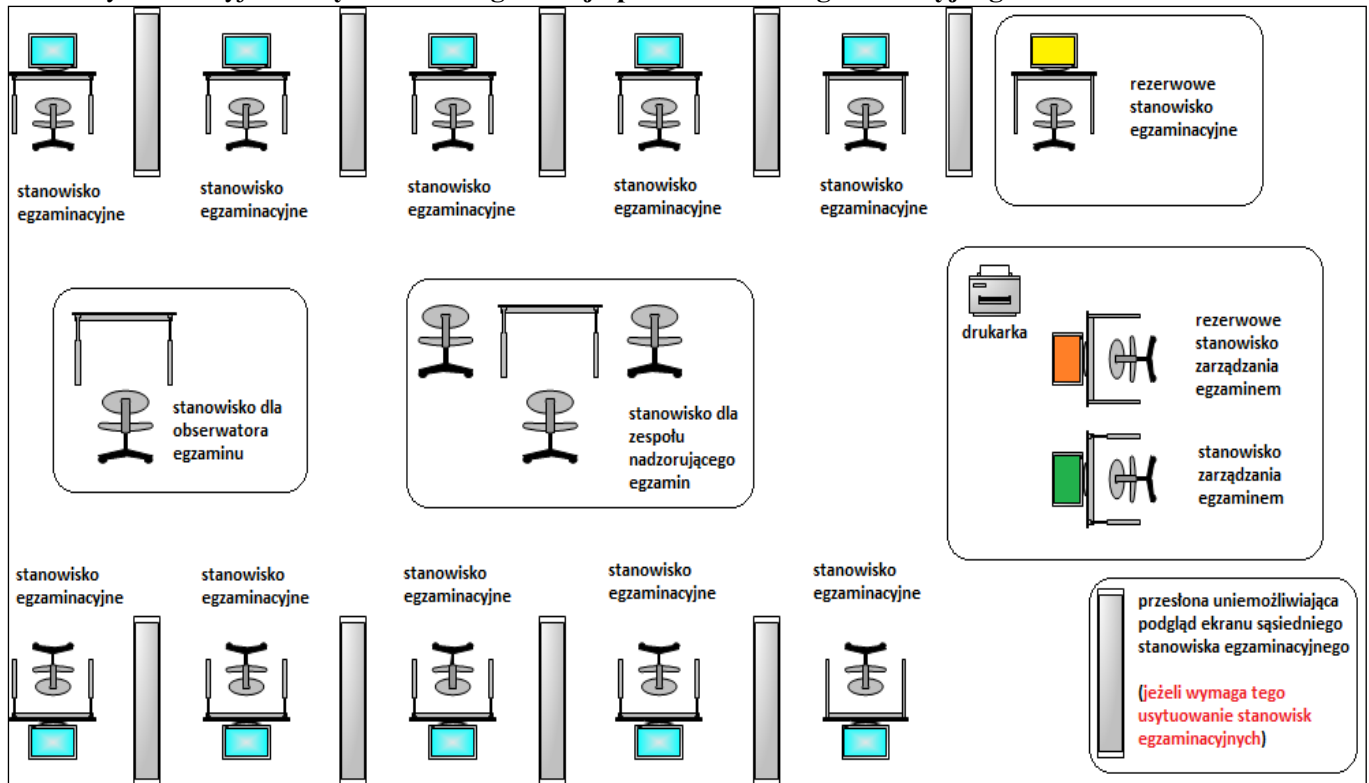 stanowisko
egzaminacyjne
stanowisko
egzaminacyjne
stanowisko
egzaminacyjne
stanowisko
egzaminacyjne
stanowisko
egzaminacyjne
rezerwowe
stanowisko
egzaminacyjne
stanowisko dla
obserwatora
egzaminu
stanowisko dla
zespołu
nadzorującego
egzamin
drukarka
rezerwowe
stanowisko
zarządzania
egzaminem
stanowisko
zarządzania
egzaminem
stanowisko
egzaminacyjne
stanowisko
egzaminacyjne
stanowisko
egzaminacyjne
stanowisko
egzaminacyjne
stanowisko
egzaminacyjne
przesłona uniemożliwiająca
podgląd ekranu sąsiedniego
stanowiska egzaminacyjnego
(jeżeli wymaga tego
usytuowanie stanowisk
egzaminacyjnych)